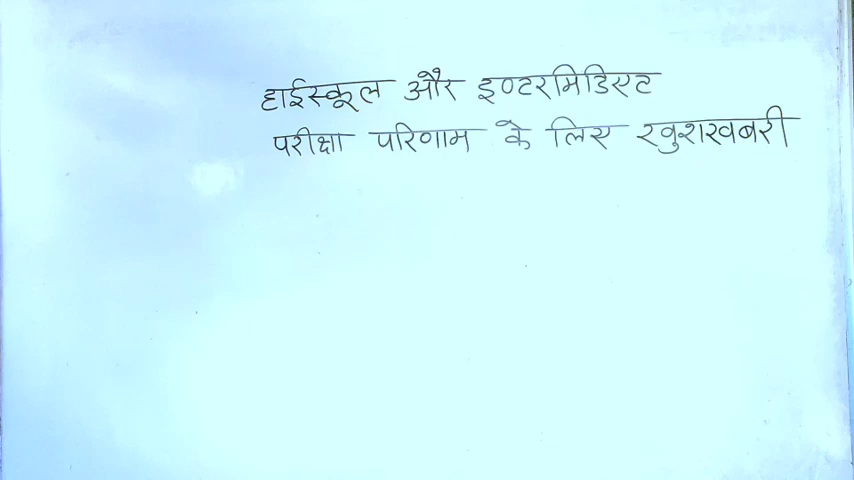 हाईस्कूल और इण्टरमिडिएट
परीक्षा परिणाम के लिए खुशखबरी